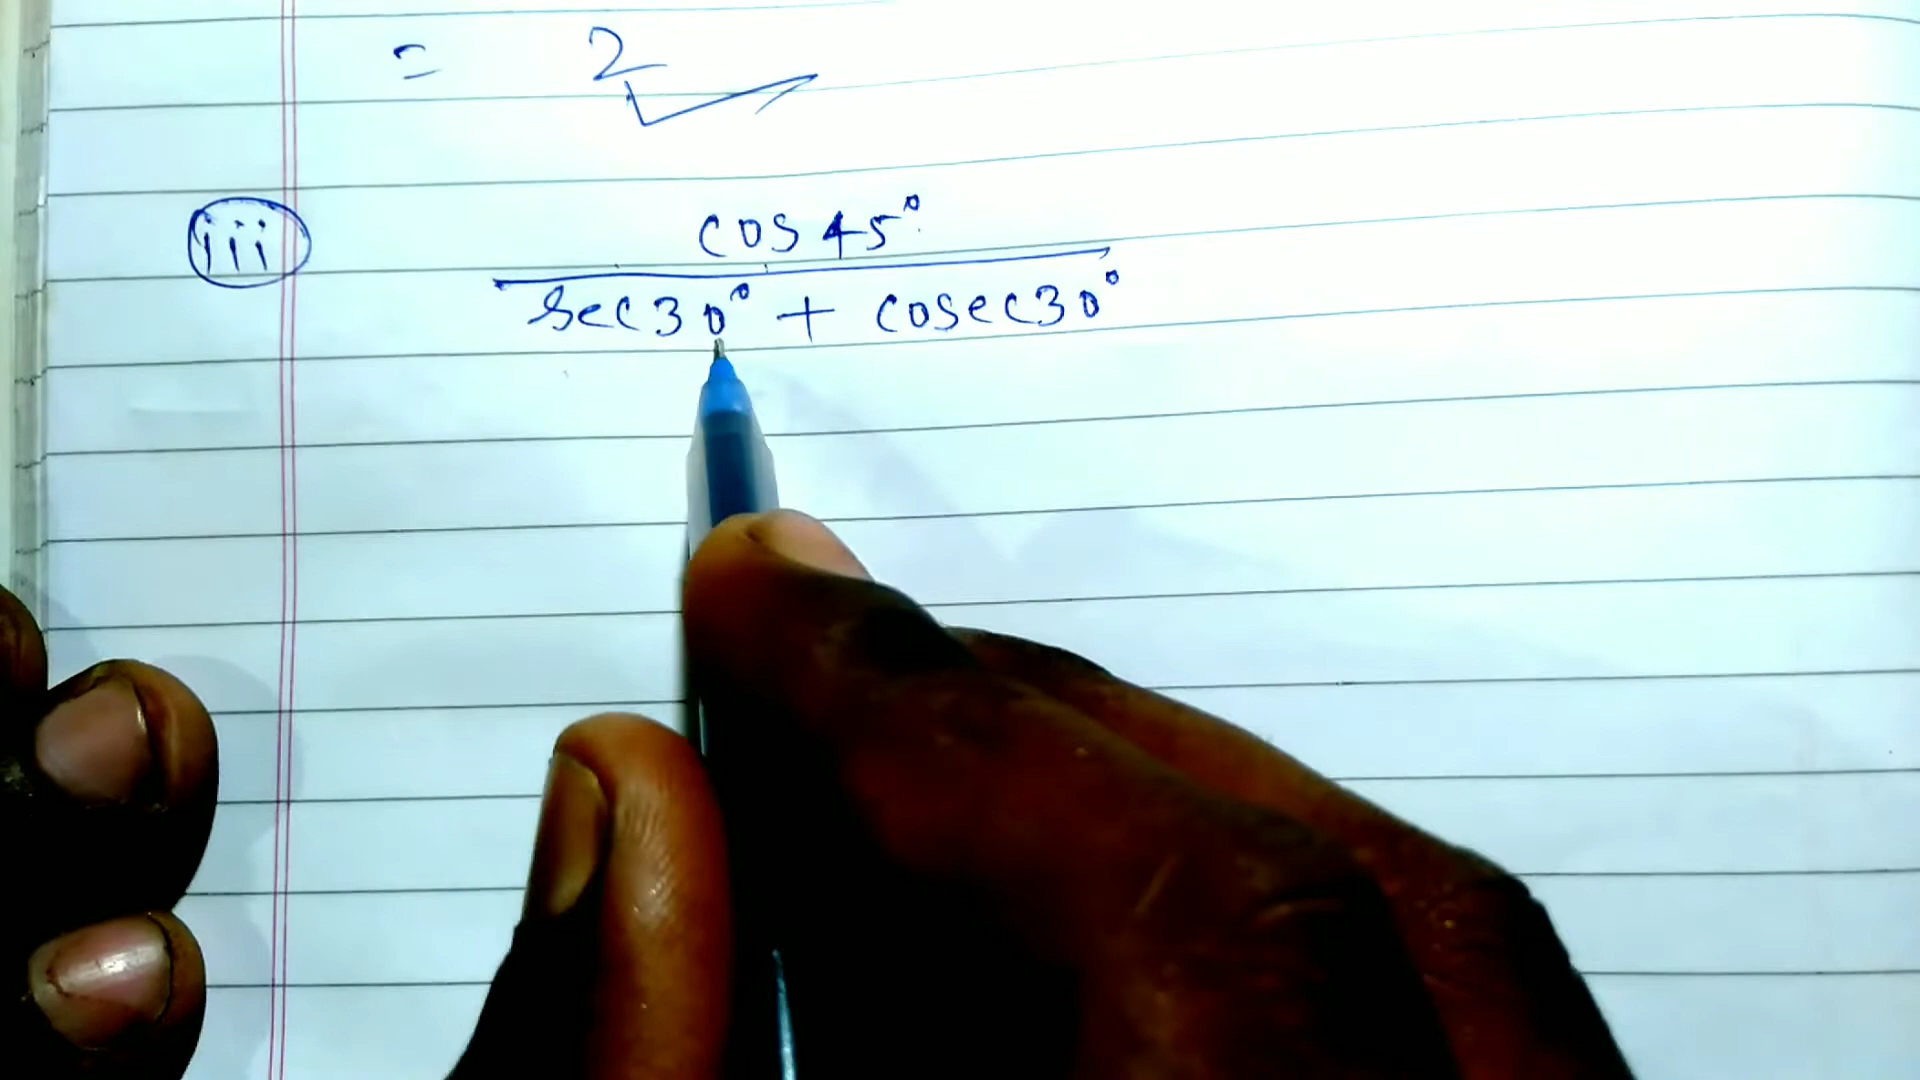 = 2
iii
cos 45°
sec 30° + cosec 30°